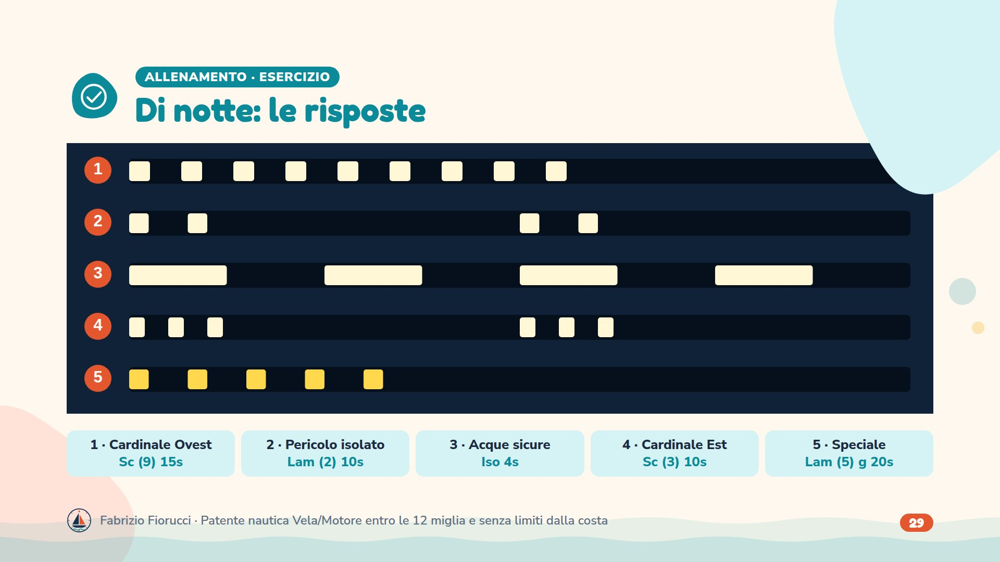 ALLENAMENTO · ESERCIZIO
Di notte: le risposte
1
2
3
4
5
1 · Cardinale Ovest
Sc (9) 15s
2 · Pericolo isolato
Lam (2) 10s
3 · Acque sicure
Iso 4s
4 · Cardinale Est
Sc (3) 10s
5 · Speciale
Lam (5) g 20s
Fabrizio Fiorucci · Patente nautica Vela/Motore entro le 12 miglia e senza limiti dalla costa
29